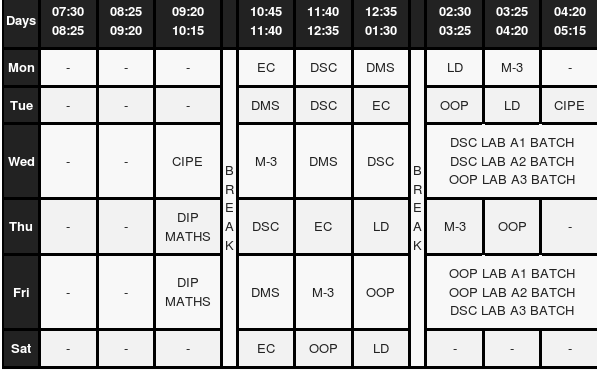 Days 07:30 08:25 09:20 10:45 11:40 12:35 02:30 03:25 04:20
08:25 09:20 10:15 11:40 12:35 01:30 03:25 04:20 05:15
Mon - - - EC DSC DMS LD M-3 -
Tue - - - DMS DSC EC OOP LD CIPE
Wed - - CIPE M-3 DMS DSC DSC LAB A1 BATCH
DSC LAB A2 BATCH
OOP LAB A3 BATCH
BREAK BREAK
Thu - - DIP MATHS DSC EC LD M-3 OOP -
Fri - - DIP MATHS DMS M-3 OOP OOP LAB A1 BATCH
OOP LAB A2 BATCH
DSC LAB A3 BATCH
Sat - - - EC OOP LD - - -